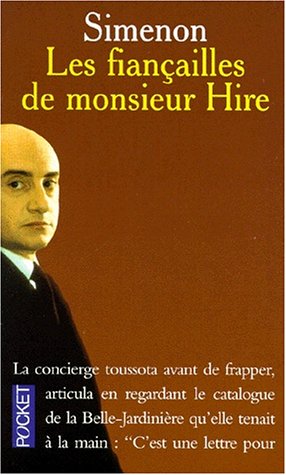 Simenon
Les fiançailles
de monsieur Hire
La concierge toussota avant de frapper,
articula en regardant le catalogue
de la Belle-Jardinière qu'elle tenait
à la main : "C'est une lettre pour
POCKET